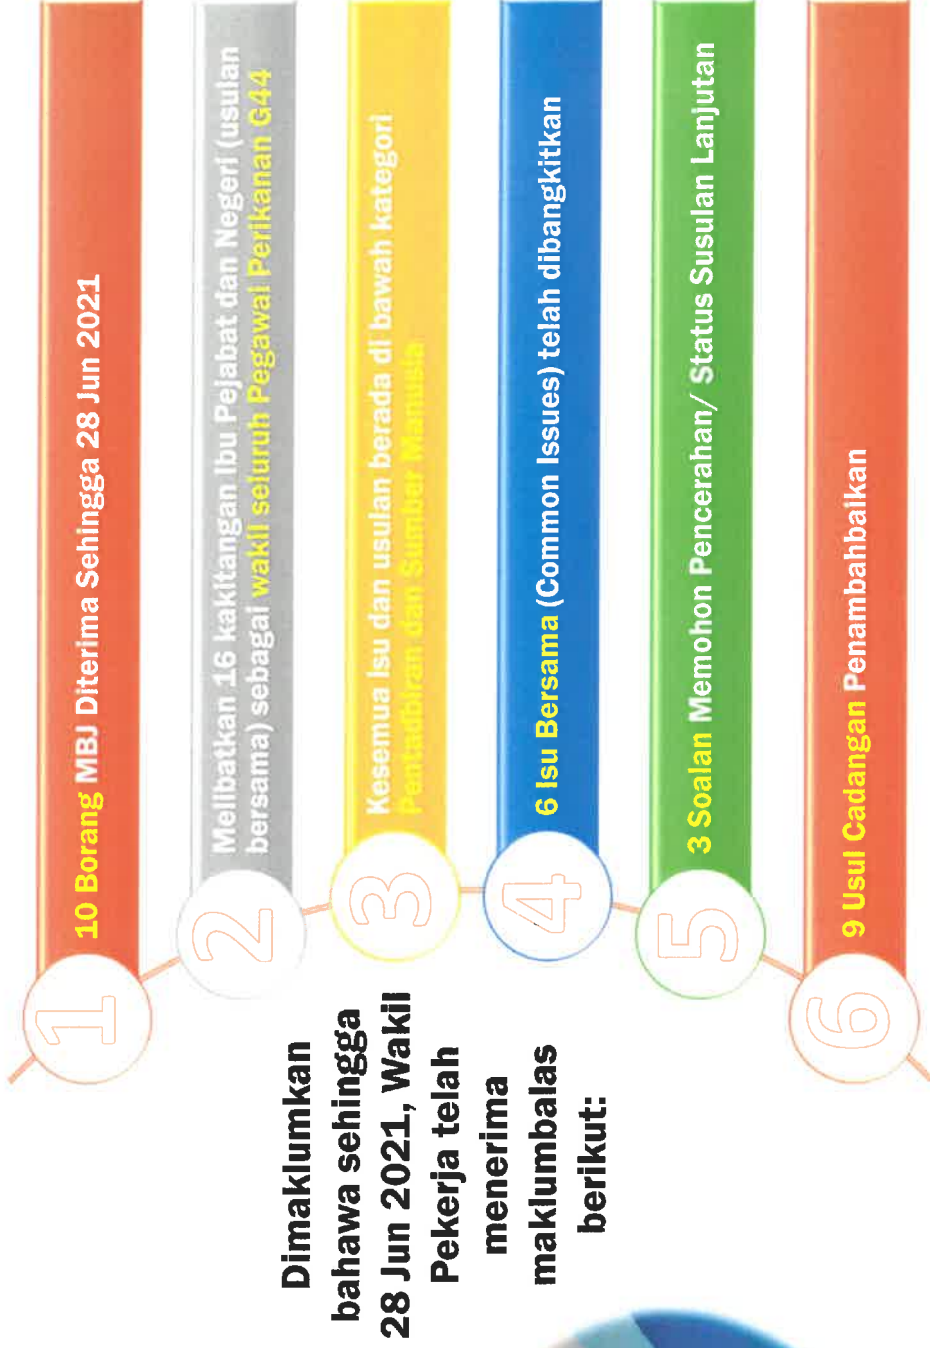 Dimaklumkan
bahawa sehingga
28 Jun 2021, Wakil
Pekerja telah
menerima
maklumbalas
berikut:
1
10 Borang MBJ Diterima Sehingga 28 Jun 2021
2
Melibatkan 16 kakitangan Ibu Pejabat dan Negeri (usulan
bersama) sebagai wakil seluruh Pegawai Perikanan G44
3
Kesemua isu dan usulan berada di bawah kategori
Pentadbiran dan Sumber Manusia
4
6 Isu Bersama (Common Issues) telah dibangkitkan
5
3 Soalan Memohon Pencerahan/ Status Susulan Lanjutan
6
9 Usul Cadangan Penambahbaikan